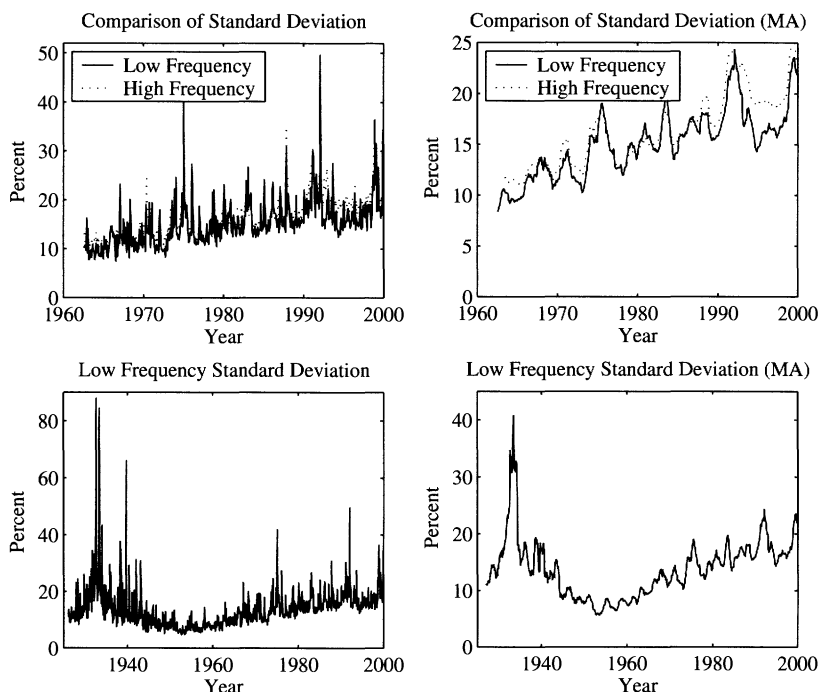 Comparison of Standard Deviation
50
40
30
20
10
0
Percent
Low Frequency
High Frequency
1960 1970 1980 1990 2000
Year
Comparison of Standard Deviation (MA)
25
20
15
10
5
0
Percent
Low Frequency
High Frequency
1960 1970 1980 1990 2000
Year
Low Frequency Standard Deviation
80
60
40
20
0
Percent
1940 1960 1980 2000
Year
Low Frequency Standard Deviation (MA)
40
30
20
10
0
Percent
1940 1960 1980 2000
Year